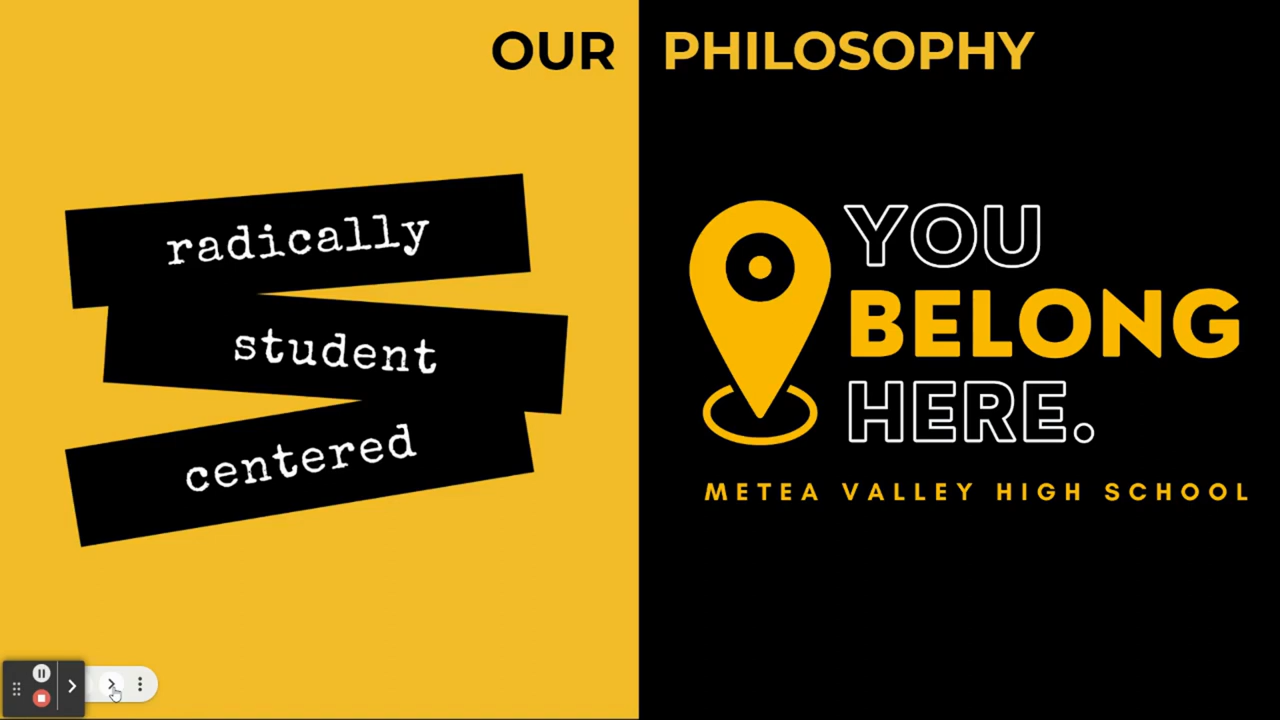 OUR PHILOSOPHY
radically
student
centered
YOU
BELONG
HERE.
METEA VALLEY HIGH SCHOOL